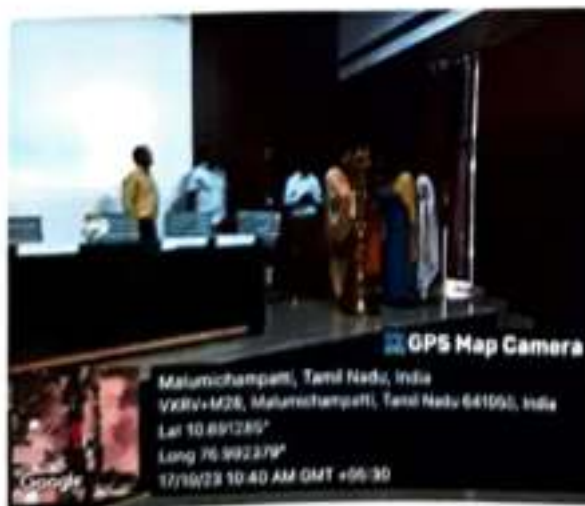 GPS Map Camera
Malumichampatti, Tamil Nadu, India
VXRV+M28, Malumichampatti, Tamil Nadu 641050, India
Lat 10.891285°
Long 76.992379°
17/10/23 10:40 AM GMT +05:30
Google